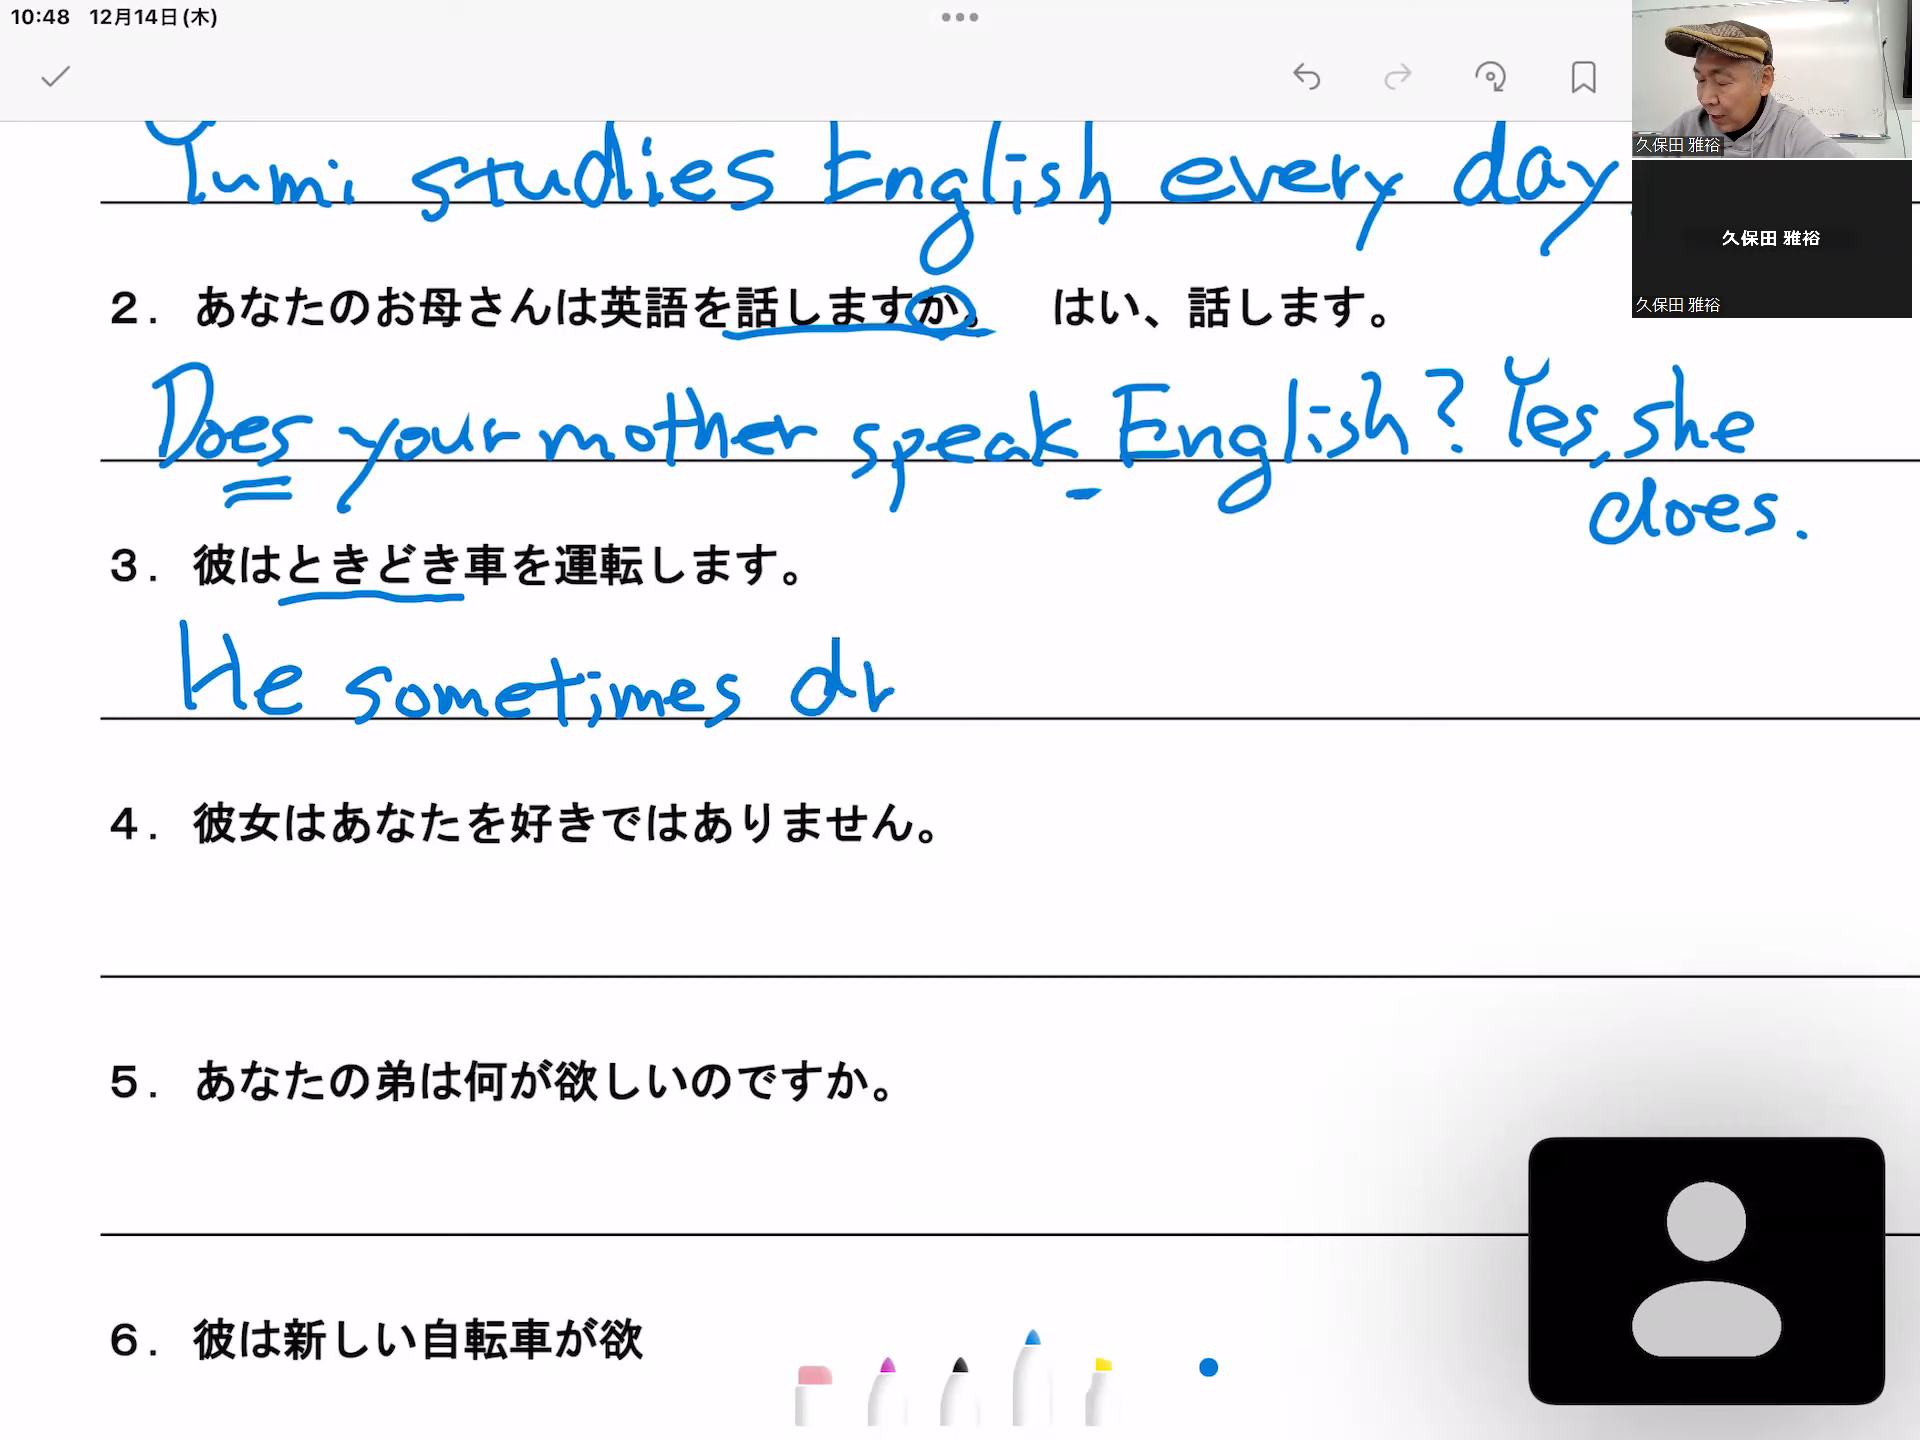 10:48 12月14日(木)
久保田 雅裕
久保田 雅裕
久保田 雅裕
Yumi studies English every day
２. あなたのお母さんは英語を話しますか。 はい、話します。
Does your mother speak English? Yes, she
does.
３. 彼はときどき車を運転します。
He sometimes dr
４. 彼女はあなたを好きではありません。
５. あなたの弟は何が欲しいのですか。
６. 彼は新しい自転車が欲